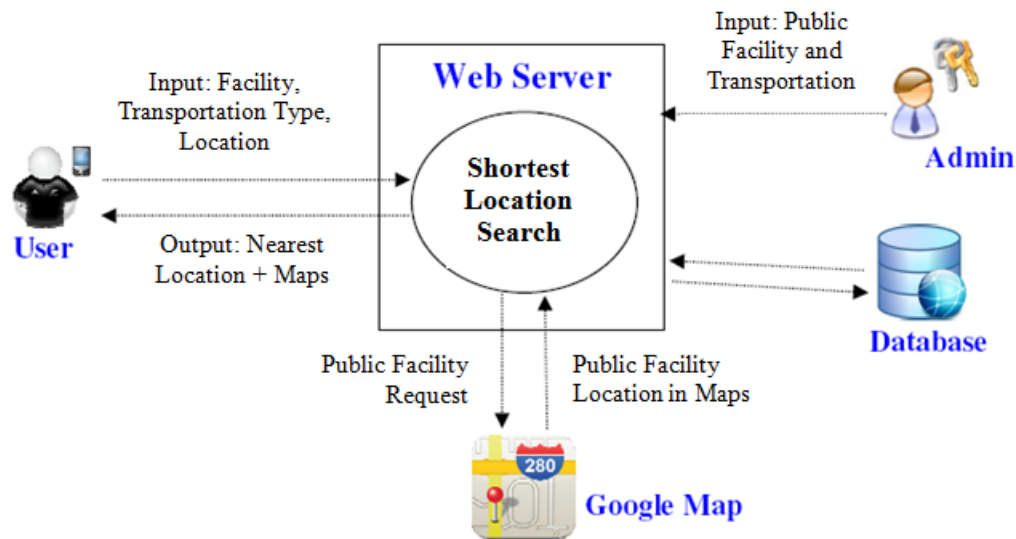 Input: Facility,
Transportation Type,
Location
User
Output: Nearest
Location + Maps
Web Server
Shortest
Location
Search
Input: Public
Facility and
Transportation
Admin
Database
Public Facility
Request
Public Facility
Location in Maps
280
Google Map